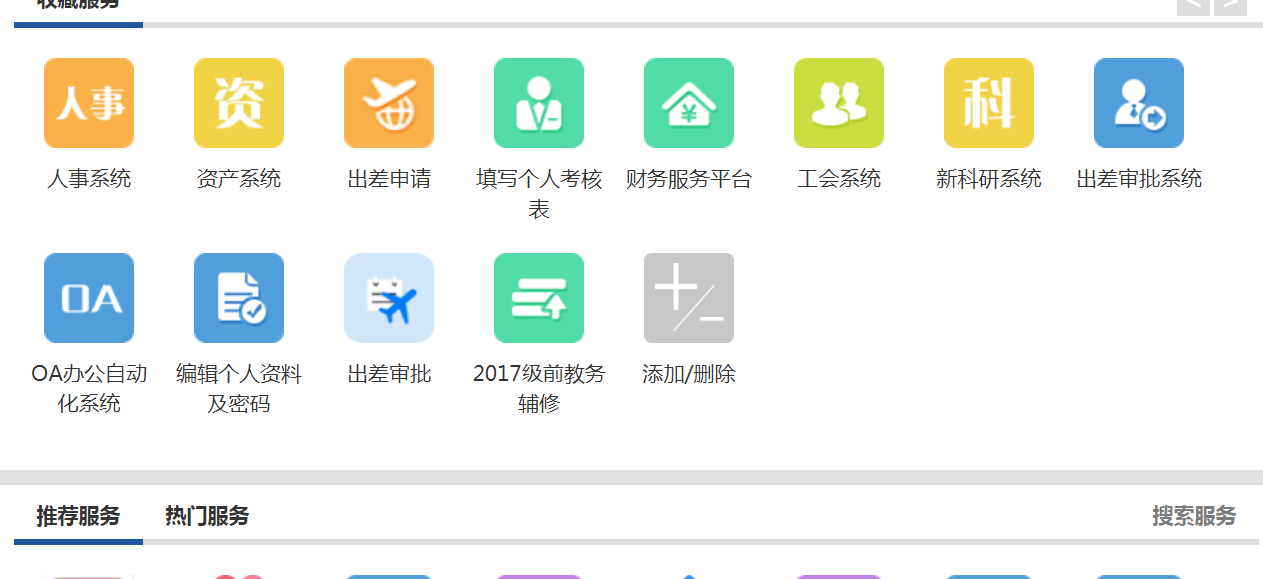 收藏服务
< >
人事
资
科
人事系统
资产系统
出差申请
填写个人考核
表
财务服务平台
工会系统
新科研系统
出差审批系统
OA
OA办公自动
化系统
编辑个人资料
及密码
出差审批
2017级前教务
辅修
添加/删除
推荐服务 热门服务 搜索服务